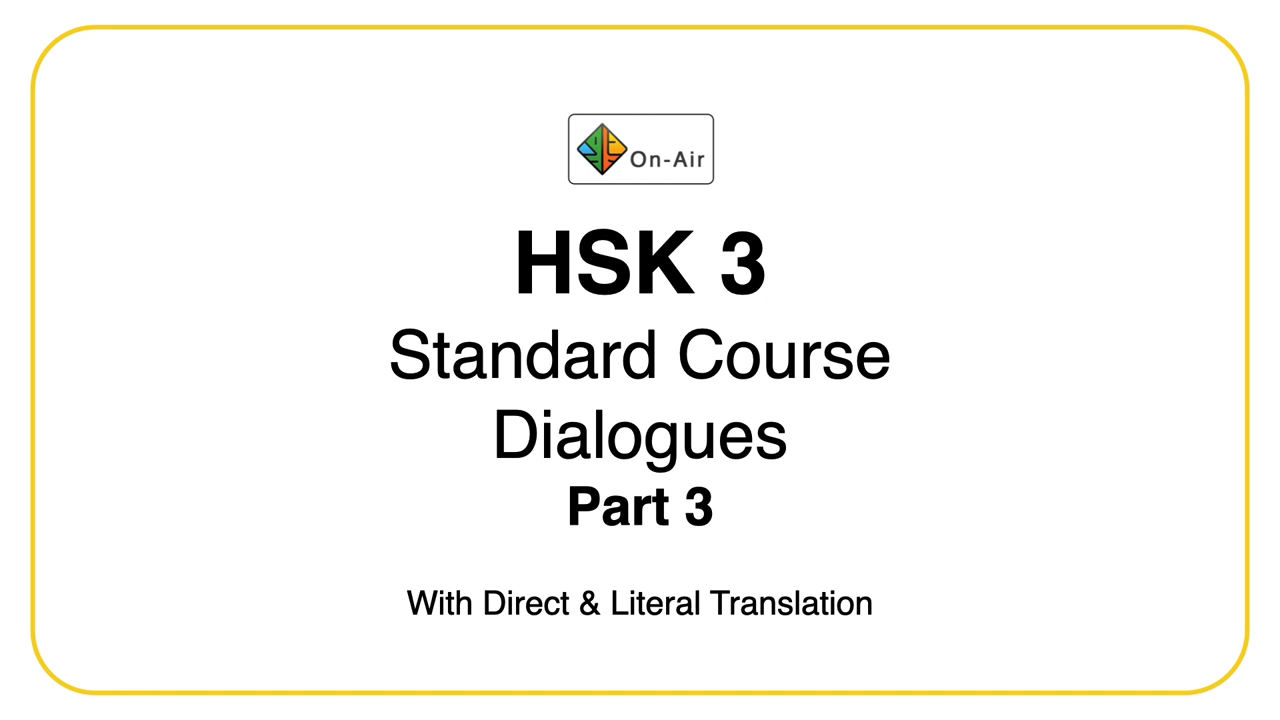 On-Air
HSK 3
Standard Course
Dialogues
Part 3
With Direct & Literal Translation